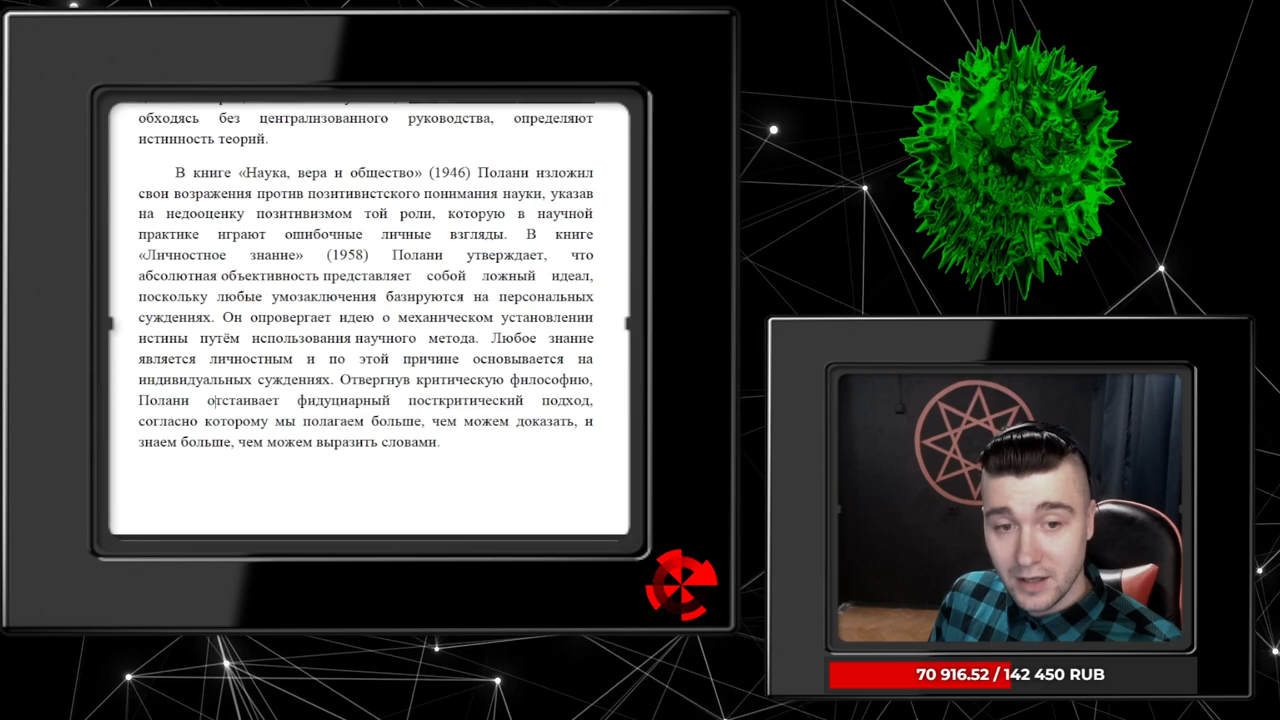 обходясь без централизованного руководства, определяют
истинность теорий.
В книге «Наука, вера и общество» (1946) Полани изложил
свои возражения против позитивистского понимания науки, указав
на недооценку позитивизмом той роли, которую в научной
практике играют ошибочные личные взгляды. В книге
«Личностное знание» (1958) Полани утверждает, что
абсолютная объективность представляет собой ложный идеал,
поскольку любые умозаключения базируются на персональных
суждениях. Он опровергает идею о механическом установлении
истины путём использования научного метода. Любое знание
является личностным и по этой причине основывается на
индивидуальных суждениях. Отвергнув критическую философию,
Полани отстаивает фидуциарный посткритический подход,
согласно которому мы полагаем больше, чем можем доказать, и
знаем больше, чем можем выразить словами.
70 916.52 / 142 450 RUB